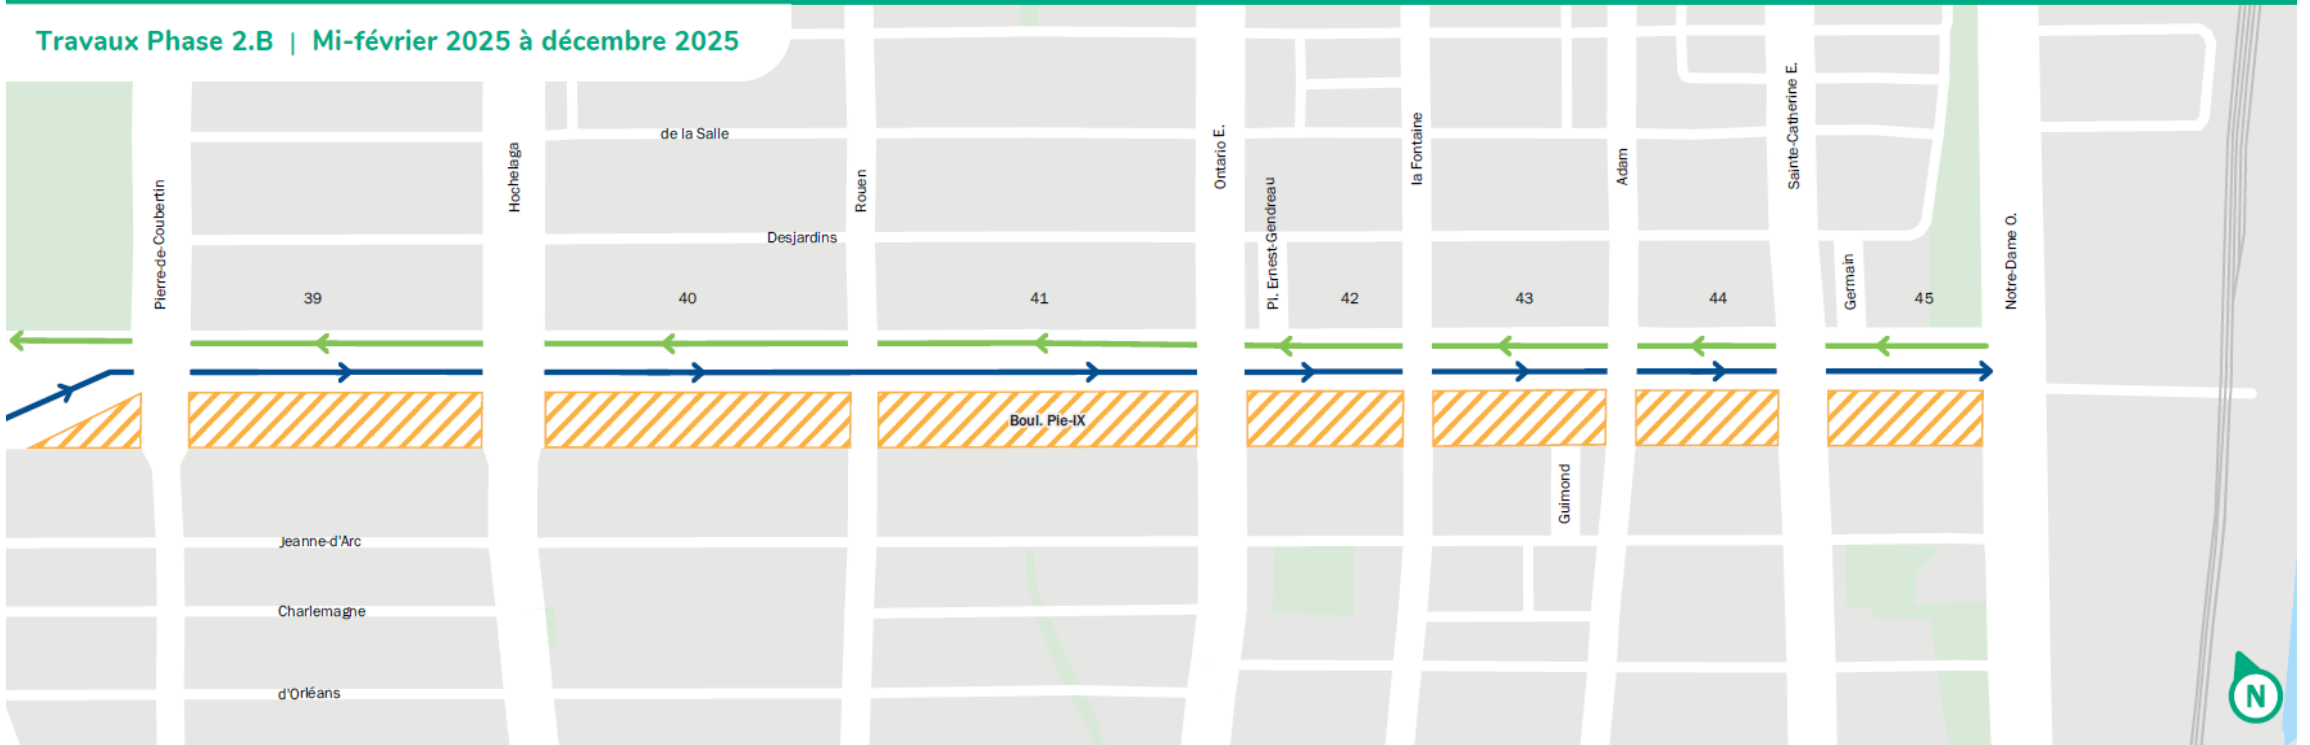 Travaux Phase 2.B | Mi-février 2025 à décembre 2025
de la Salle
Desjardins
Pierre-de-Coubertin
Hochelaga
Rouen
Ontario E.
Pl. Ernest-Gendreau
la Fontaine
Adam
Sainte-Catherine E.
Germain
Notre-Dame O.
39
40
41
42
43
44
45
Boul. Pie-IX
Guimond
Jeanne-d'Arc
Charlemagne
d'Orléans
N